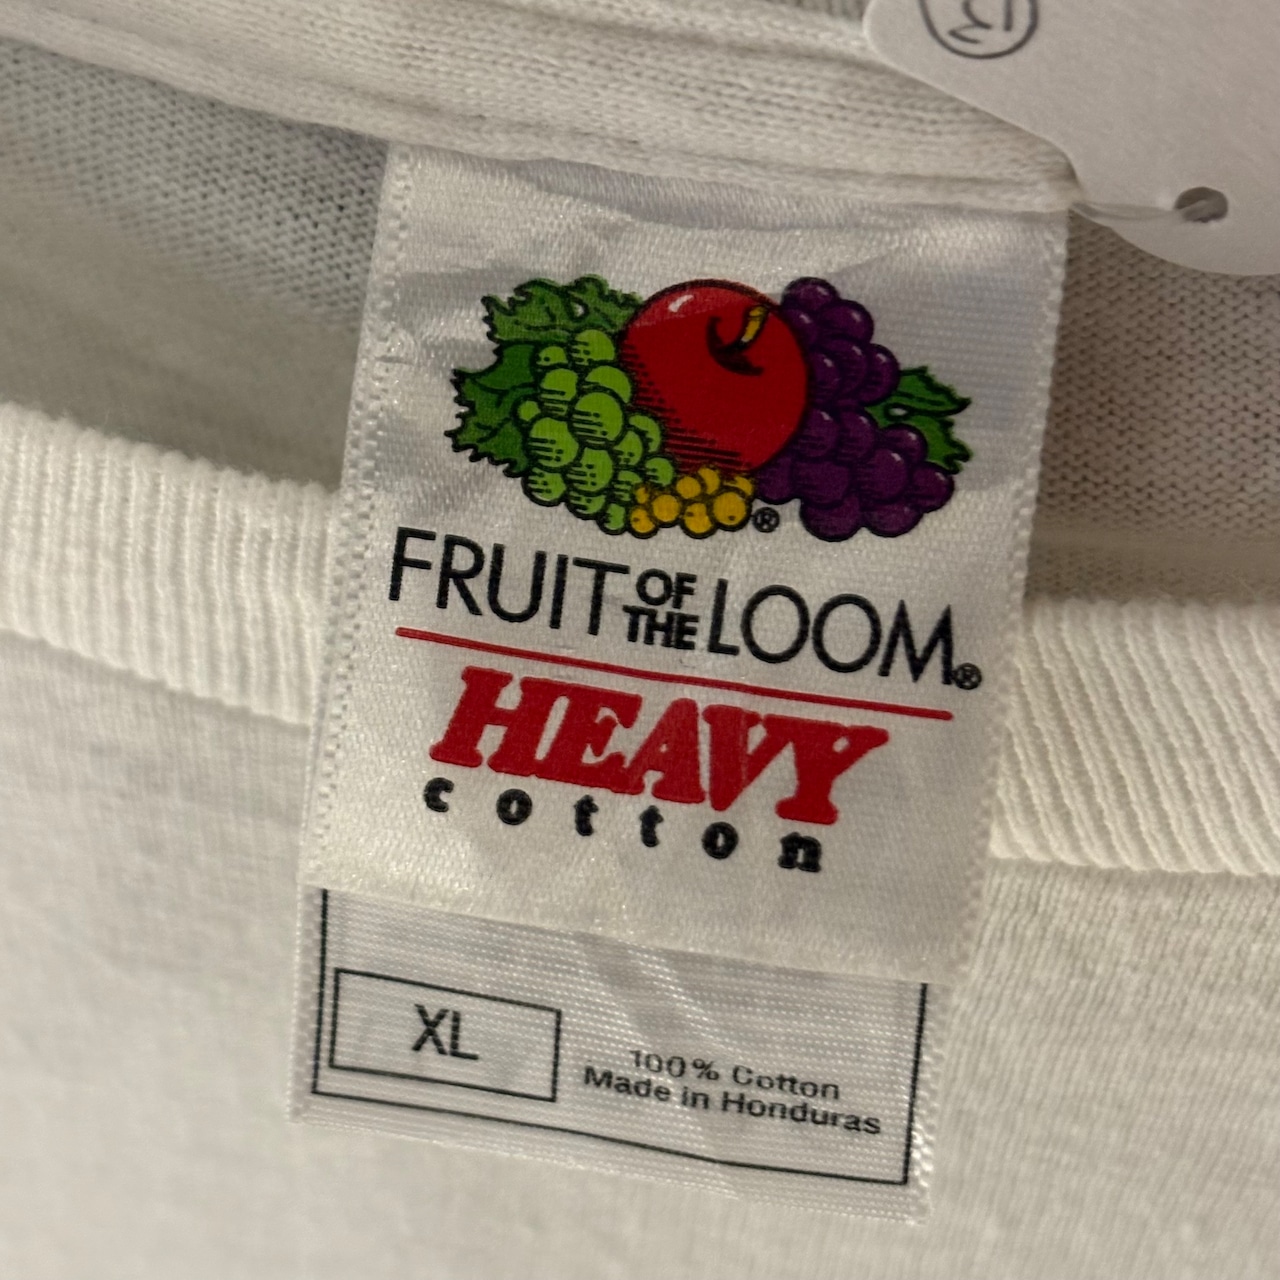 ®
FRUIT OF THE LOOM®
HEAVY
cotton
XL
100% Cotton
Made in Honduras